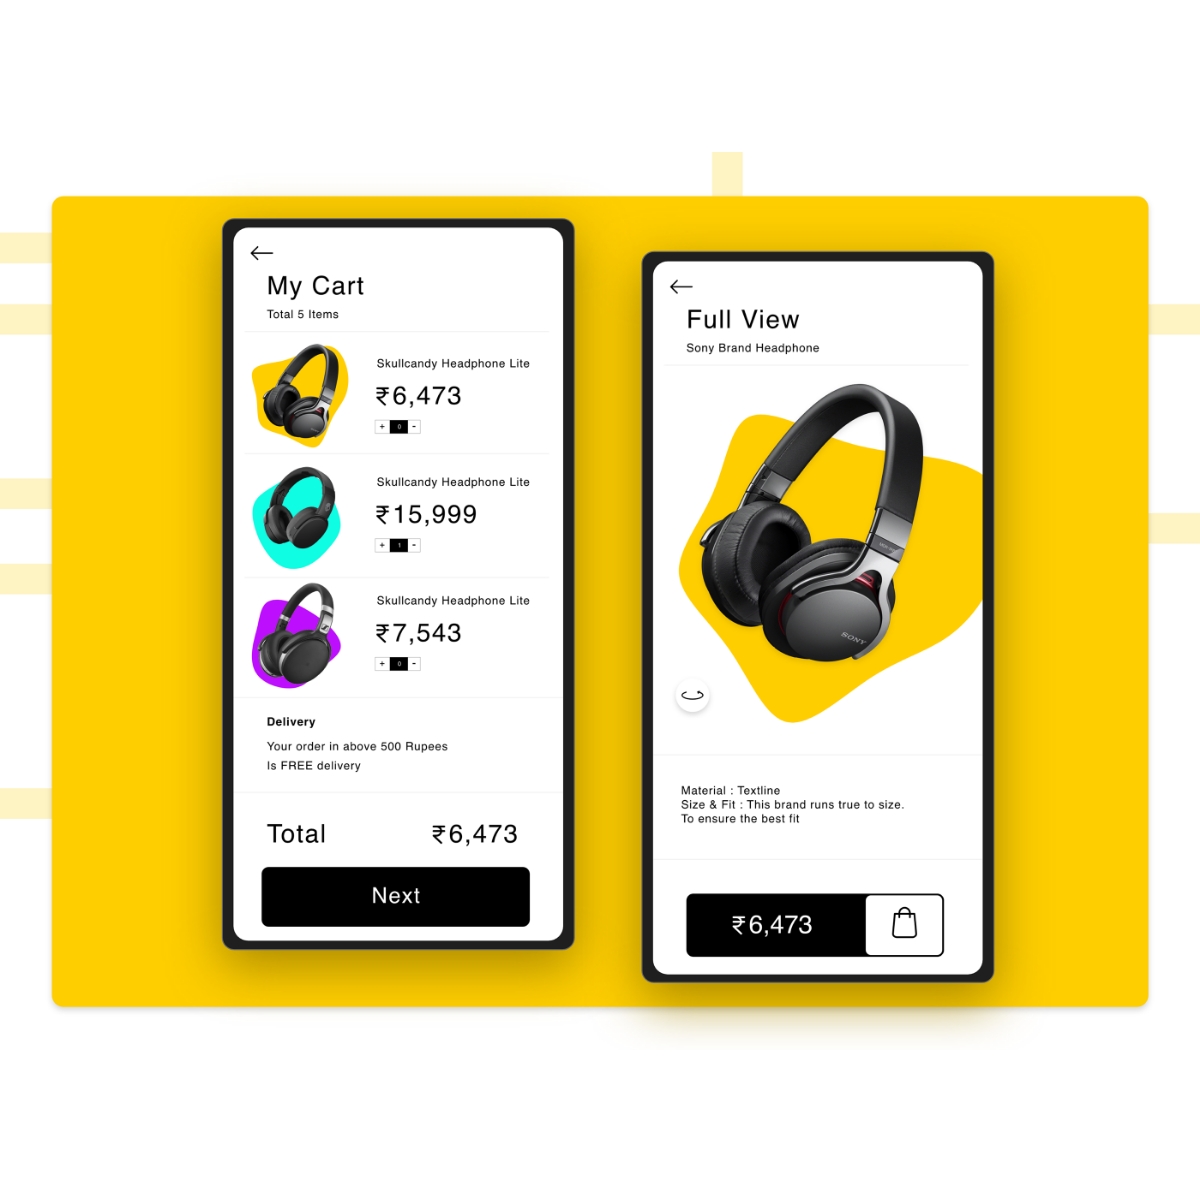 My Cart
Total 5 Items
Skullcandy Headphone Lite
₹6,473
+ 0 -
Skullcandy Headphone Lite
₹15,999
+ 1 -
Skullcandy Headphone Lite
₹7,543
+ 0 -
Delivery
Your order in above 500 Rupees
Is FREE delivery
Total ₹6,473
Next
Full View
Sony Brand Headphone
SONY
Material : Textline
Size & Fit : This brand runs true to size.
To ensure the best fit
₹6,473